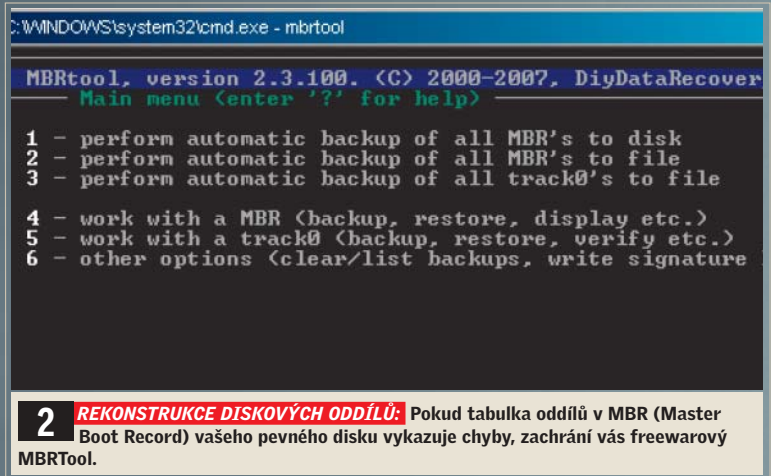 C:\WINDOWS\system32\cmd.exe - mbrtool
MBRtool, version 2.3.100. (C) 2000-2007, DiyDataRecover
Main menu (enter '?' for help)
1 - perform automatic backup of all MBR's to disk
2 - perform automatic backup of all MBR's to file
3 - perform automatic backup of all track0's to file
4 - work with a MBR (backup, restore, display etc.)
5 - work with a track0 (backup, restore, verify etc.)
6 - other options (clear/list backups, write signature
2 REKONSTRUKCE DISKOVÝCH ODDÍLŮ: Pokud tabulka oddílů v MBR (Master
Boot Record) vašeho pevného disku vykazuje chyby, zachrání vás freewarový
MBRTool.